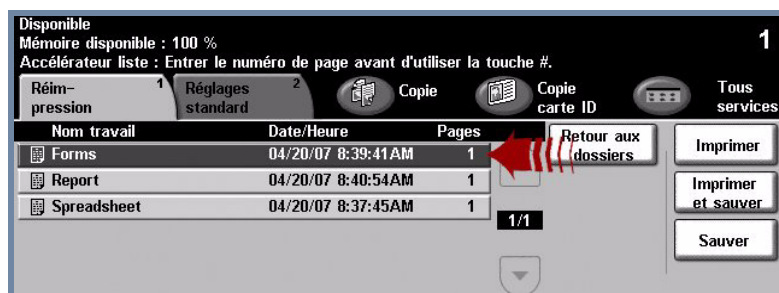 Disponible
Mémoire disponible : 100 %
1
Accélérateur liste : Entrer le numéro de page avant d'utiliser la touche #.
Réim-
pression
1
Réglages
standard
2
Copie
Copie
carte ID
Tous
services
Nom travail Date/Heure Pages
Forms 04/20/07 8:39:41AM 1
Report 04/20/07 8:40:54AM 1
Spreadsheet 04/20/07 8:37:45AM 1
1/1
Retour aux
dossiers
Imprimer
Imprimer
et sauver
Sauver